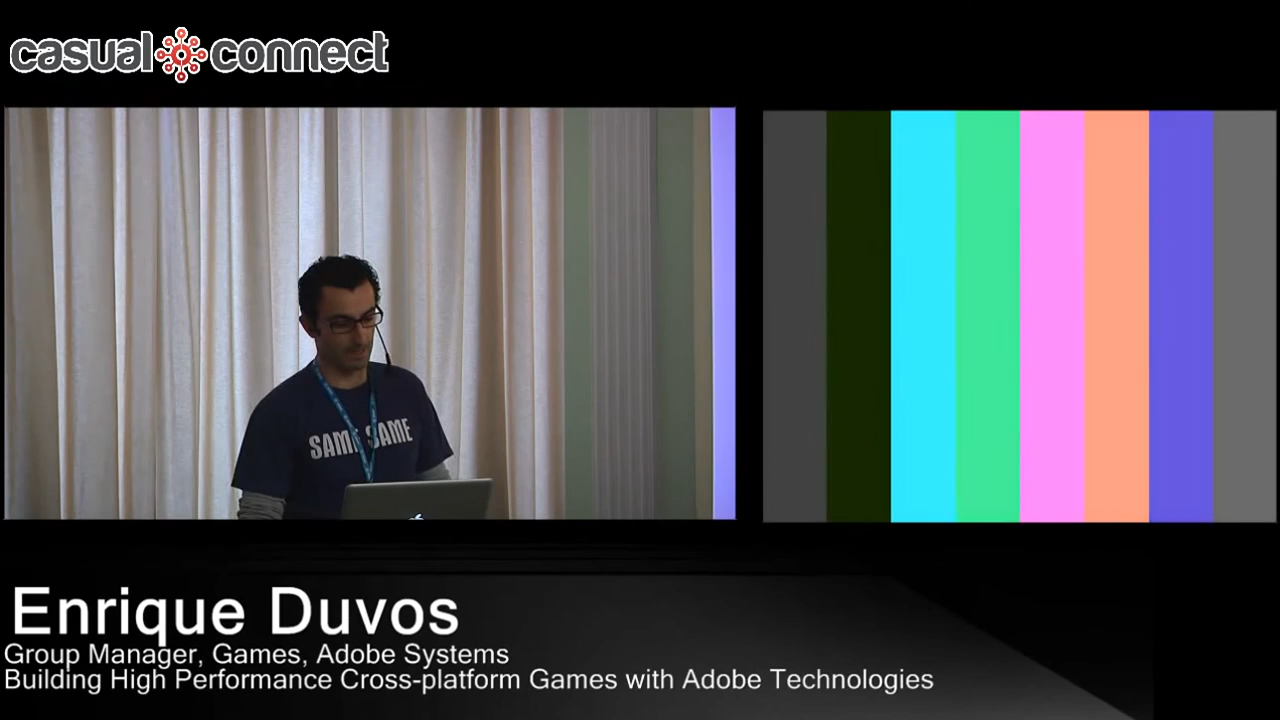 casual connect
SAME SAME
Enrique Duvos
Group Manager, Games, Adobe Systems
Building High Performance Cross-platform Games with Adobe Technologies